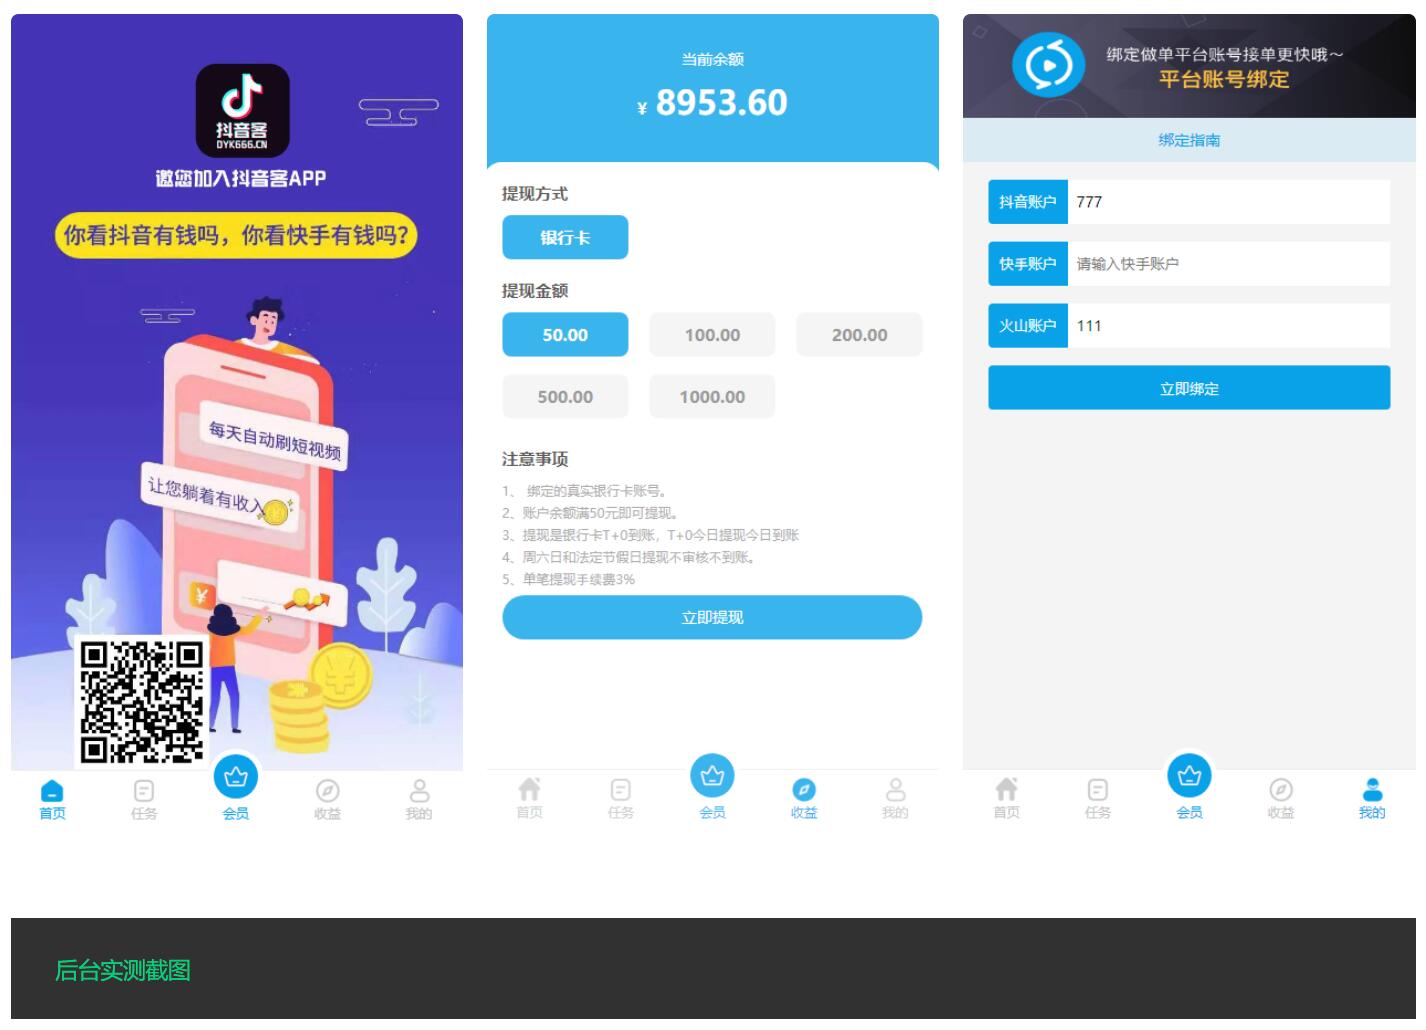 抖音客
DYK666.CN
邀您加入抖音客APP
你看抖音有钱吗，你看快手有钱吗？
每天自动刷短视频
让您躺着有收入
¥
首页
任务
会员
收益
我的
当前余额
¥ 8953.60
提现方式
银行卡
提现金额
50.00
100.00
200.00
500.00
1000.00
注意事项
1、 绑定的真实银行卡账号。
2、账户余额满50元即可提现。
3、提现是银行卡T+0到账，T+0今日提现今日到账
4、周六日和法定节假日提现不审核不到账。
5、单笔提现手续费3%
立即提现
首页
任务
会员
收益
我的
绑定做单平台账号接单更快哦～
平台账号绑定
绑定指南
抖音账户 777
快手账户 请输入快手账户
火山账户 111
立即绑定
首页
任务
会员
收益
我的
后台实测截图